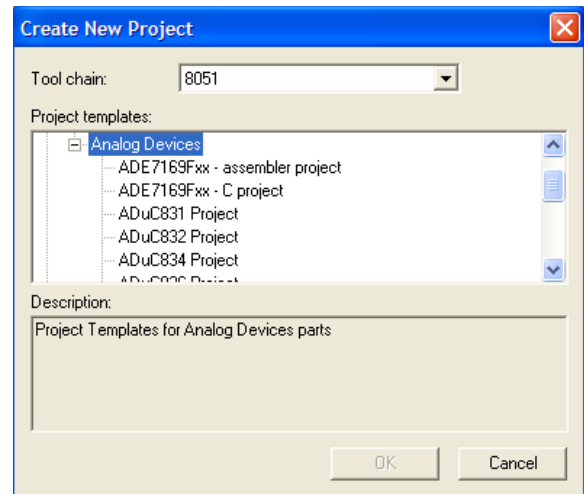 Create New Project
Tool chain: 8051
Project templates:
Analog Devices
ADE7169Fxx - assembler project
ADE7169Fxx - C project
ADuC831 Project
ADuC832 Project
ADuC834 Project
Description:
Project Templates for Analog Devices parts
OK Cancel